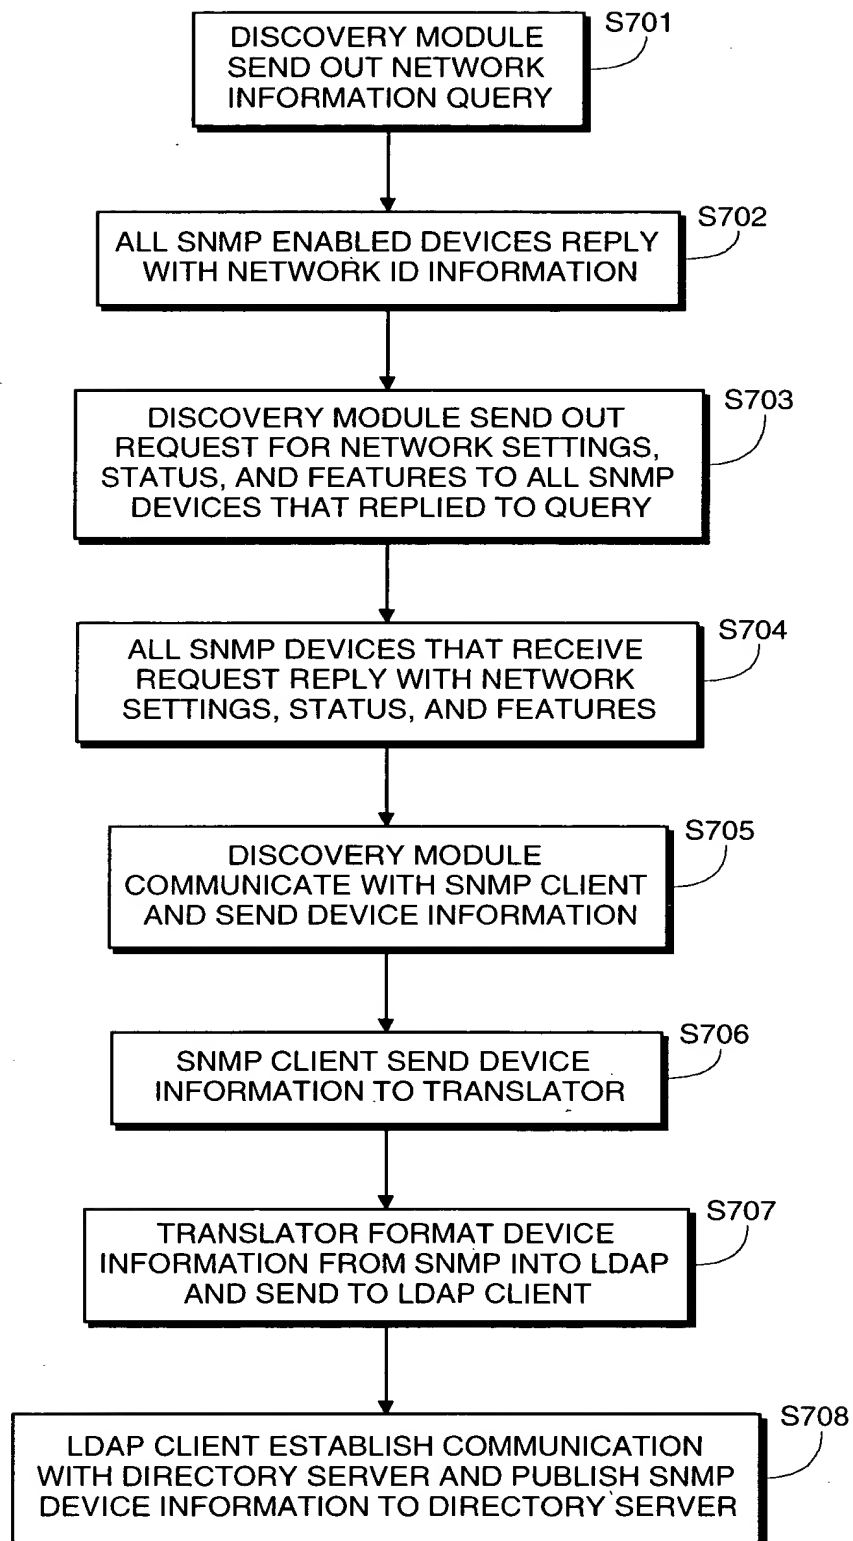 DISCOVERY MODULE
SEND OUT NETWORK
INFORMATION QUERY
S701
ALL SNMP ENABLED DEVICES REPLY
WITH NETWORK ID INFORMATION
S702
DISCOVERY MODULE SEND OUT
REQUEST FOR NETWORK SETTINGS,
STATUS, AND FEATURES TO ALL SNMP
DEVICES THAT REPLIED TO QUERY
S703
ALL SNMP DEVICES THAT RECEIVE
REQUEST REPLY WITH NETWORK
SETTINGS, STATUS, AND FEATURES
S704
DISCOVERY MODULE
COMMUNICATE WITH SNMP CLIENT
AND SEND DEVICE INFORMATION
S705
SNMP CLIENT SEND DEVICE
INFORMATION TO TRANSLATOR
S706
TRANSLATOR FORMAT DEVICE
INFORMATION FROM SNMP INTO LDAP
AND SEND TO LDAP CLIENT
S707
LDAP CLIENT ESTABLISH COMMUNICATION
WITH DIRECTORY SERVER AND PUBLISH SNMP
DEVICE INFORMATION TO DIRECTORY SERVER
S708